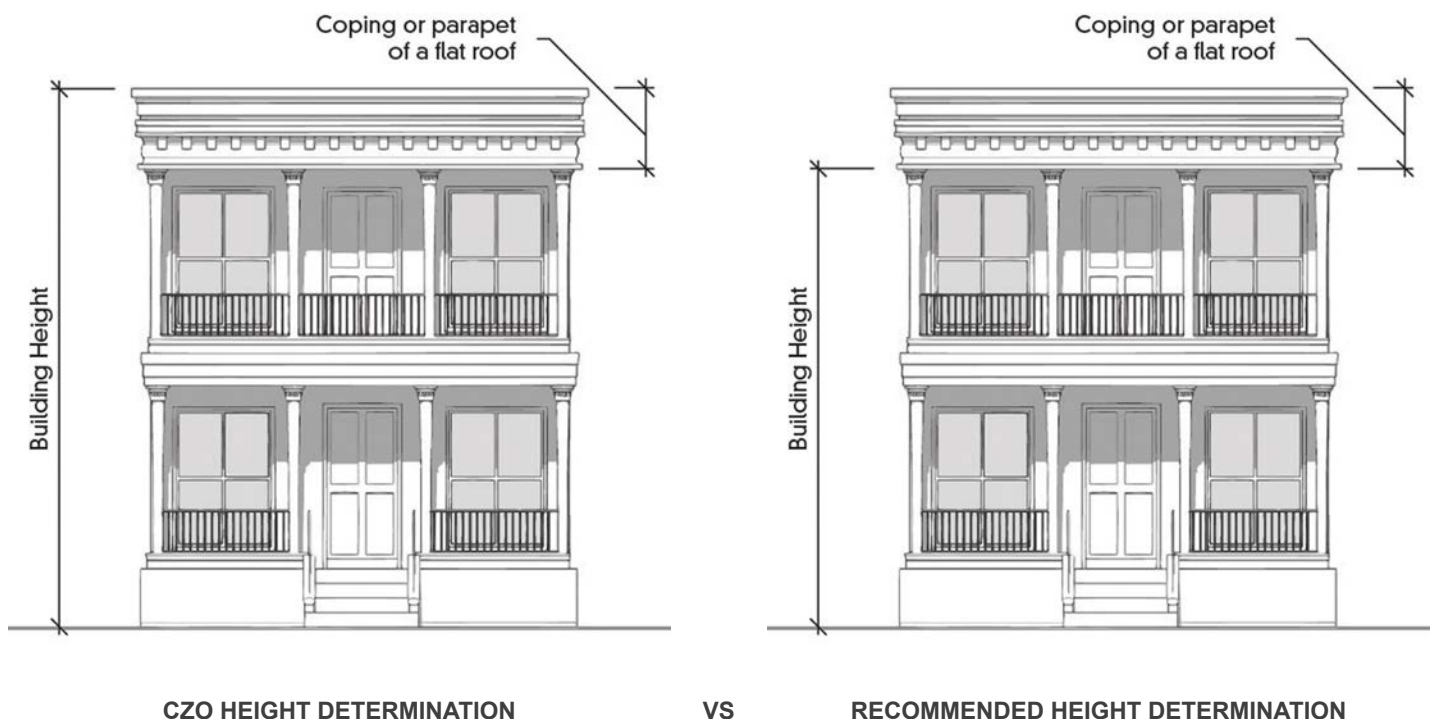 Coping or parapet
of a flat roof
Building Height
Coping or parapet
of a flat roof
Building Height
CZO HEIGHT DETERMINATION
VS
RECOMMENDED HEIGHT DETERMINATION